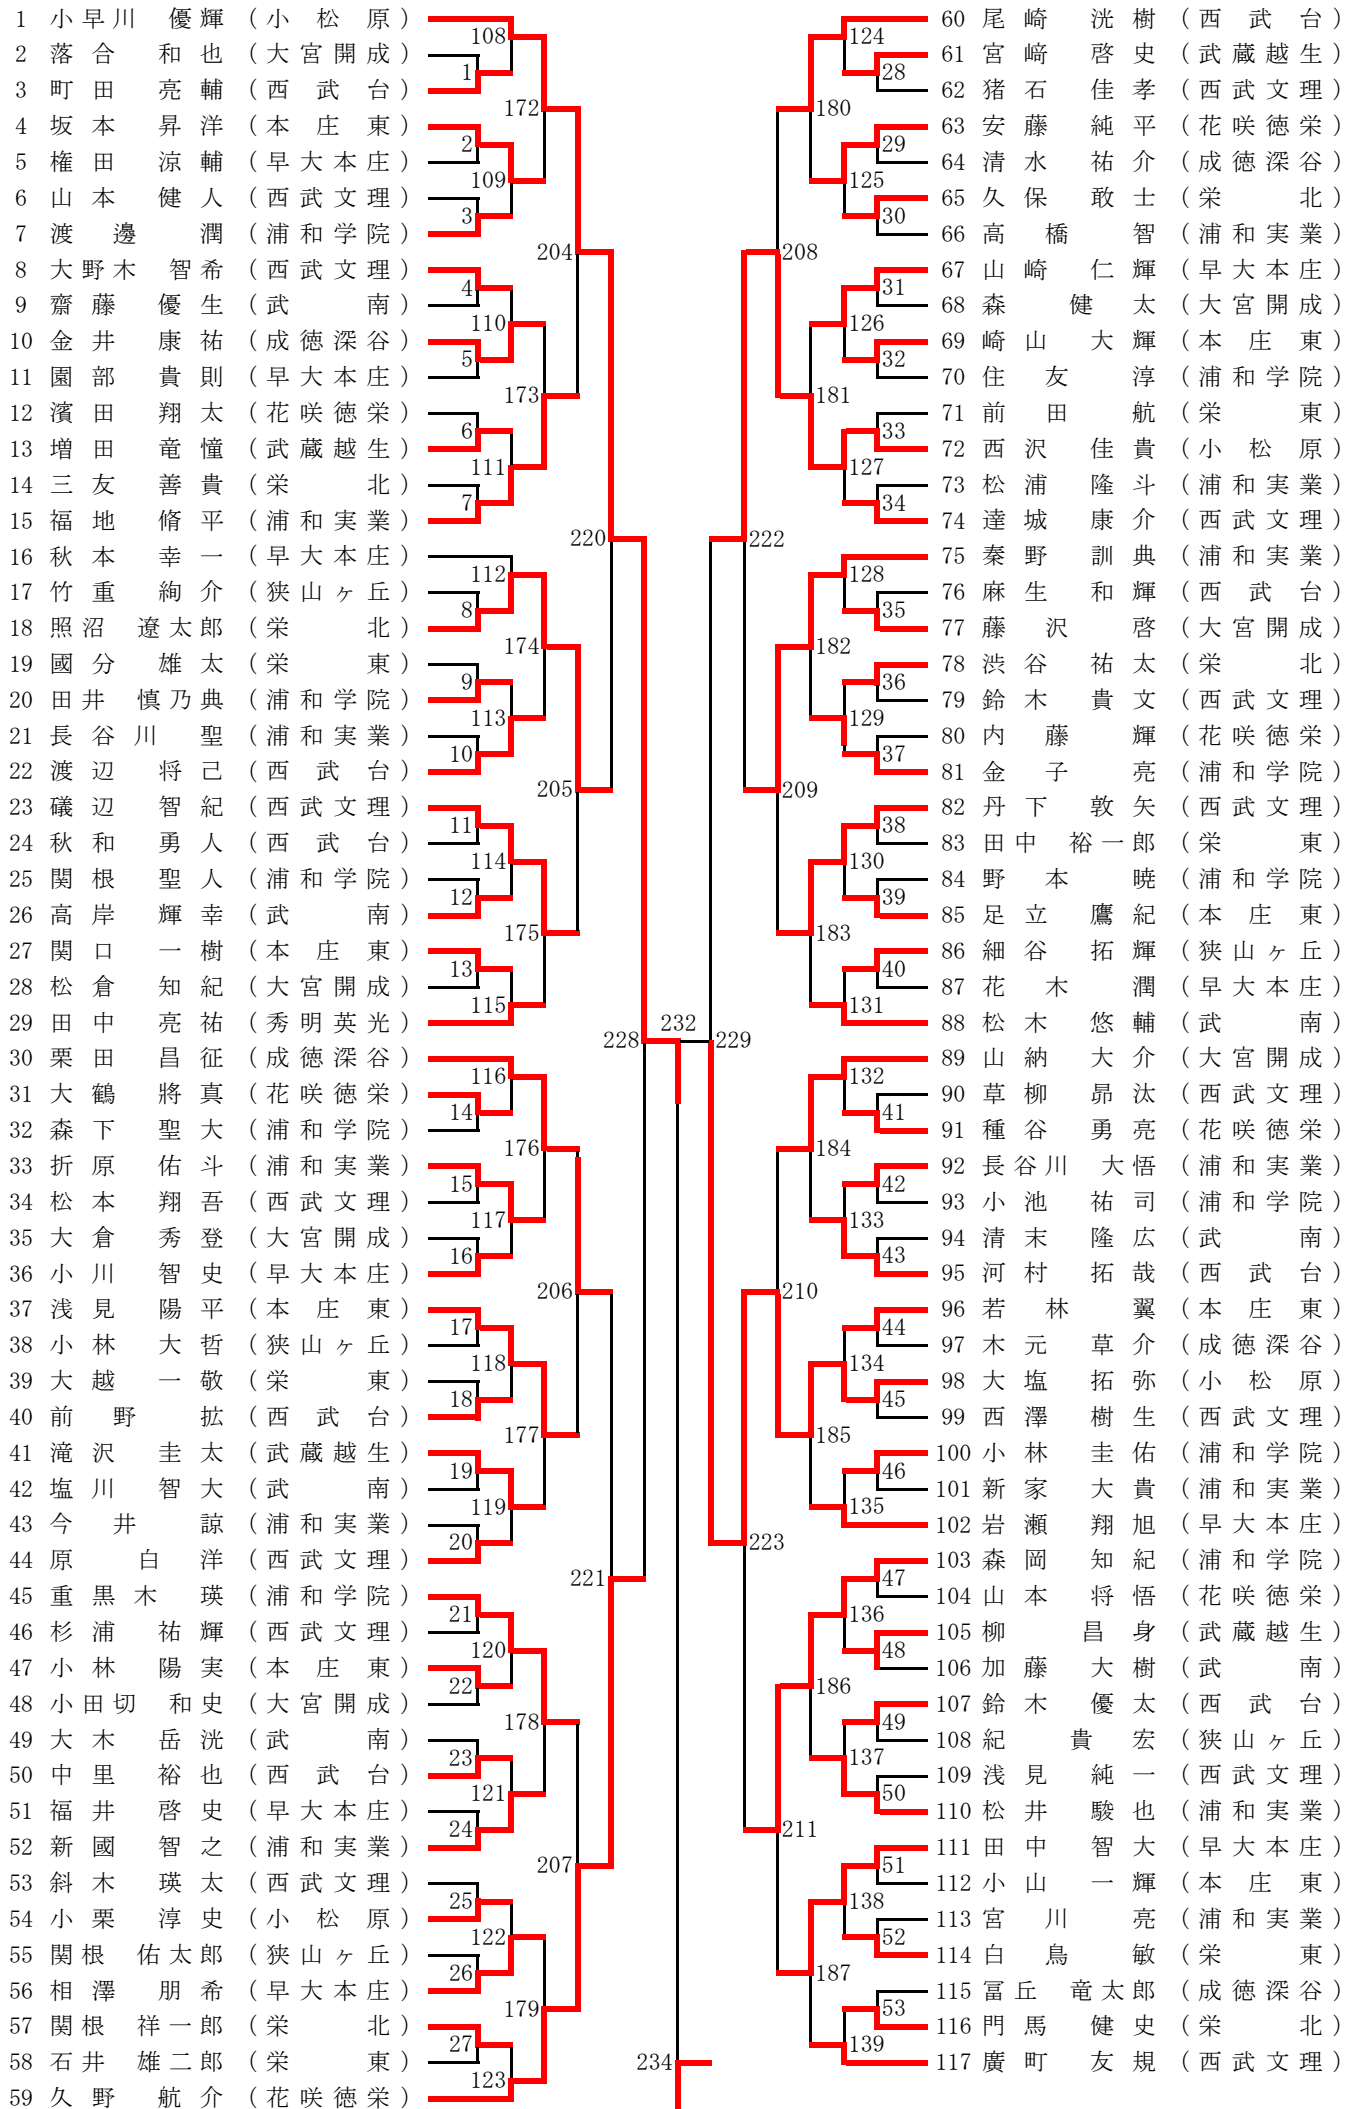 1 小早川 優輝 (小松原)
2 落合 和也 (大宮開成)
3 町田 亮輔 (西武台)
4 坂本 昇洋 (本庄東)
5 権田 涼輔 (早大本庄)
6 山本 健人 (西武文理)
7 渡邊 潤 (浦和学院)
8 大野木 智希 (西武文理)
9 齋藤 優生 (武南)
10 金井 康祐 (成徳深谷)
11 園部 貴則 (早大本庄)
12 濱田 翔太 (花咲徳栄)
13 増田 竜憧 (武蔵越生)
14 三友 善貴 (栄北)
15 福地 脩平 (浦和実業)
16 秋本 幸一 (早大本庄)
17 竹重 絢介 (狭山ヶ丘)
18 照沼 遼太郎 (栄北)
19 國分 雄太 (栄東)
20 田井 慎乃典 (浦和学院)
21 長谷川 聖 (浦和実業)
22 渡辺 将己 (西武台)
23 礒辺 智紀 (西武文理)
24 秋和 勇人 (西武台)
25 関根 聖人 (浦和学院)
26 高岸 輝幸 (武南)
27 関口 一樹 (本庄東)
28 松倉 知紀 (大宮開成)
29 田中 亮祐 (秀明英光)
30 栗田 昌征 (成徳深谷)
31 大鶴 將真 (花咲徳栄)
32 森下 聖大 (浦和学院)
33 折原 佑斗 (浦和実業)
34 松本 翔吾 (西武文理)
35 大倉 秀登 (大宮開成)
36 小川 智史 (早大本庄)
37 浅見 陽平 (本庄東)
38 小林 大哲 (狭山ヶ丘)
39 大越 一敬 (栄東)
40 前野 拡 (西武台)
41 滝沢 圭太 (武蔵越生)
42 塩川 智大 (武南)
43 今井 諒 (浦和実業)
44 原 白洋 (西武文理)
45 重黒木 瑛 (浦和学院)
46 杉浦 祐輝 (西武文理)
47 小林 陽実 (本庄東)
48 小田切 和史 (大宮開成)
49 大木 岳洸 (武南)
50 中里 裕也 (西武台)
51 福井 啓史 (早大本庄)
52 新國 智之 (浦和実業)
53 斜木 瑛太 (西武文理)
54 小栗 淳史 (小松原)
55 関根 佑太郎 (狭山ヶ丘)
56 相澤 朋希 (早大本庄)
57 関根 祥一郎 (栄北)
58 石井 雄二郎 (栄東)
59 久野 航介 (花咲徳栄)
108
1
2
109
3
172
4
110
5
173
6
111
7
204
112
8
174
9
113
10
205
11
114
12
175
13
115
220
116
14
176
15
117
16
206
17
118
18
177
19
119
20
221
21
120
22
178
23
121
24
207
25
122
26
179
27
123
228
232
229
234
124
28
180
29
125
30
208
31
126
32
181
33
127
34
222
128
35
182
36
129
37
209
38
130
39
183
40
131
132
41
184
42
133
43
210
44
134
45
185
46
135
223
47
136
48
186
49
137
50
211
51
138
52
187
53
139
60 尾崎 洸樹 (西武台)
61 宮﨑 啓史 (武蔵越生)
62 猪石 佳孝 (西武文理)
63 安藤 純平 (花咲徳栄)
64 清水 祐介 (成徳深谷)
65 久保 敢士 (栄北)
66 高橋 智 (浦和実業)
67 山崎 仁輝 (早大本庄)
68 森 健太 (大宮開成)
69 崎山 大輝 (本庄東)
70 住友 淳 (浦和学院)
71 前田 航 (栄東)
72 西沢 佳貴 (小松原)
73 松浦 隆斗 (浦和実業)
74 達城 康介 (西武文理)
75 秦野 訓典 (浦和実業)
76 麻生 和輝 (西武台)
77 藤沢 啓 (大宮開成)
78 渋谷 祐太 (栄北)
79 鈴木 貴文 (西武文理)
80 内藤 輝 (花咲徳栄)
81 金子 亮 (浦和学院)
82 丹下 敦矢 (西武文理)
83 田中 裕一郎 (栄東)
84 野本 暁 (浦和学院)
85 足立 鷹紀 (本庄東)
86 細谷 拓輝 (狭山ヶ丘)
87 花木 潤 (早大本庄)
88 松木 悠輔 (武南)
89 山納 大介 (大宮開成)
90 草柳 昴汰 (西武文理)
91 種谷 勇亮 (花咲徳栄)
92 長谷川 大悟 (浦和実業)
93 小池 祐司 (浦和学院)
94 清末 隆広 (武南)
95 河村 拓哉 (西武台)
96 若林 翼 (本庄東)
97 木元 草介 (成徳深谷)
98 大塩 拓弥 (小松原)
99 西澤 樹生 (西武文理)
100 小林 圭佑 (浦和学院)
101 新家 大貴 (浦和実業)
102 岩瀬 翔旭 (早大本庄)
103 森岡 知紀 (浦和学院)
104 山本 将悟 (花咲徳栄)
105 柳 昌身 (武蔵越生)
106 加藤 大樹 (武南)
107 鈴木 優太 (西武台)
108 紀 貴宏 (狭山ヶ丘)
109 浅見 純一 (西武文理)
110 松井 駿也 (浦和実業)
111 田中 智大 (早大本庄)
112 小山 一輝 (本庄東)
113 宮川 亮 (浦和実業)
114 白鳥 敏 (栄東)
115 冨丘 竜太郎 (成徳深谷)
116 門馬 健史 (栄北)
117 廣町 友規 (西武文理)